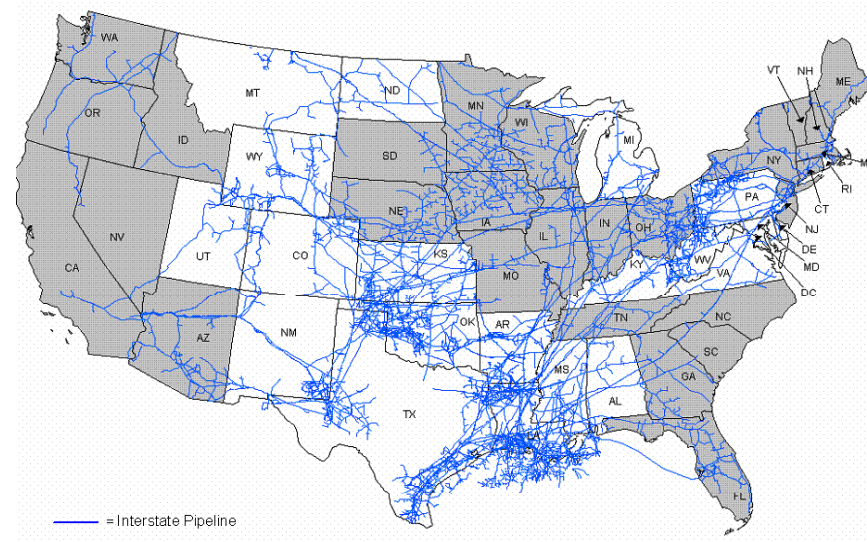 WA
OR
ID
MT
ND
MN
WI
MI
VT
NH
ME
NY
SD
WY
NE
IA
IL
IN
OH
PA
RI
CT
NJ
DE
MD
DC
NV
CA
UT
CO
KS
MO
KY
WV
VA
AZ
NM
OK
AR
TN
NC
SC
GA
MS
AL
TX
LA
FL
= Interstate Pipeline